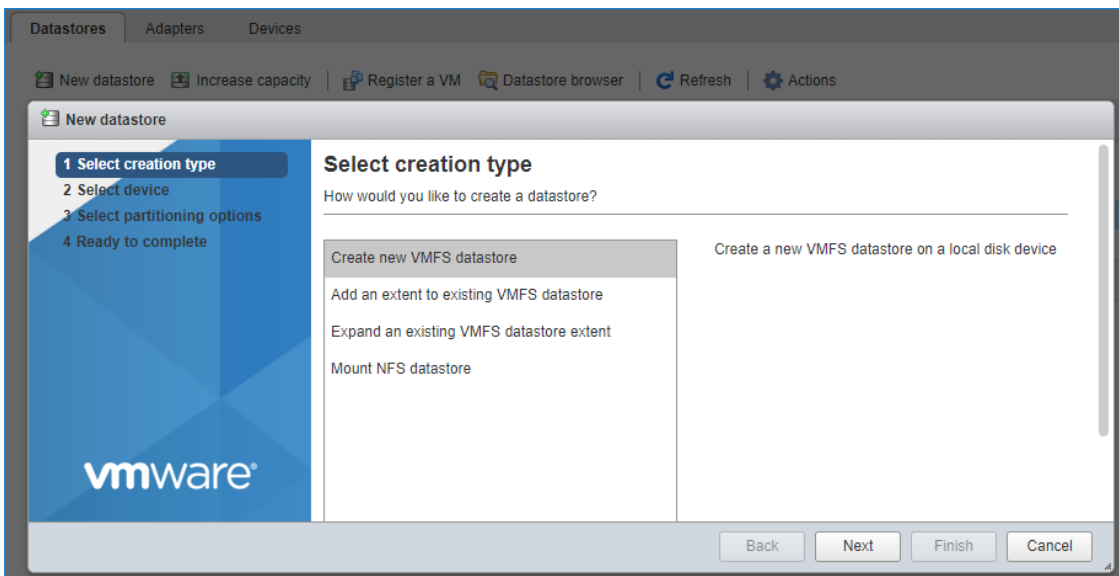 Datastores Adapters Devices
New datastore Increase capacity Register a VM Datastore browser Refresh Actions
New datastore
1 Select creation type
2 Select device
3 Select partitioning options
4 Ready to complete
vmware®
Select creation type
How would you like to create a datastore?
Create new VMFS datastore
Add an extent to existing VMFS datastore
Expand an existing VMFS datastore extent
Mount NFS datastore
Create a new VMFS datastore on a local disk device
Back Next Finish Cancel